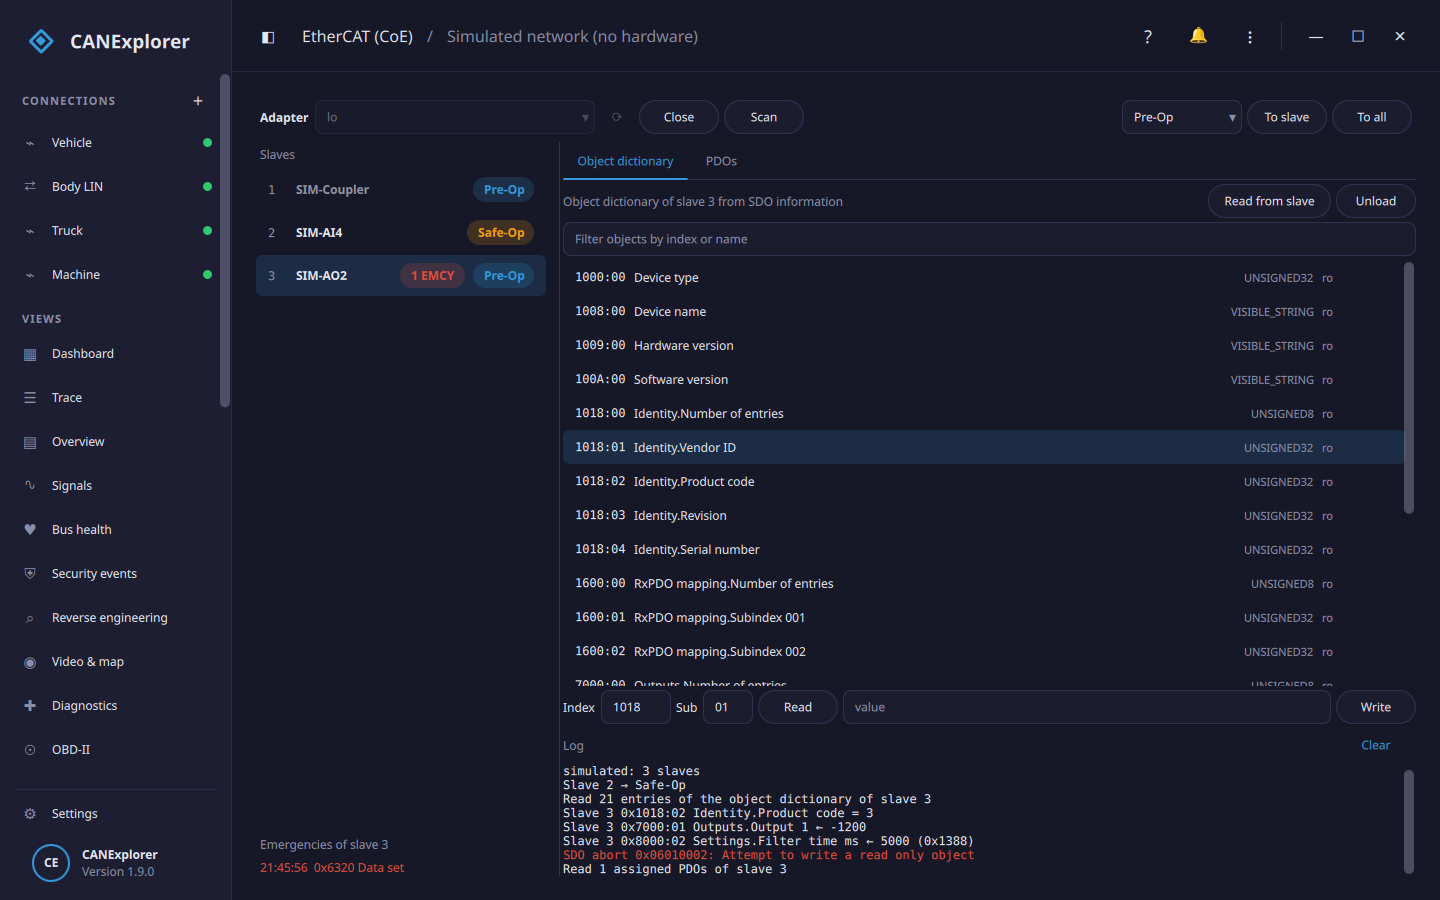 CANExplorer
EtherCAT (CoE) / Simulated network (no hardware)
?
CONNECTIONS +
Vehicle
Body LIN
Truck
Machine
VIEWS
Dashboard
Trace
Overview
Signals
Bus health
Security events
Reverse engineering
Video & map
Diagnostics
OBD-II
Settings
CE
CANExplorer
Version 1.9.0
Adapter lo Close Scan
Pre-Op To slave To all
Slaves
1 SIM-Coupler Pre-Op
2 SIM-AI4 Safe-Op
3 SIM-AO2 1 EMCY Pre-Op
Emergencies of slave 3
21:45:56 0x6320 Data set
Object dictionary PDOs
Object dictionary of slave 3 from SDO information Read from slave Unload
Filter objects by index or name
1000:00 Device type UNSIGNED32 ro
1008:00 Device name VISIBLE_STRING ro
1009:00 Hardware version VISIBLE_STRING ro
100A:00 Software version VISIBLE_STRING ro
1018:00 Identity.Number of entries UNSIGNED8 ro
1018:01 Identity.Vendor ID UNSIGNED32 ro
1018:02 Identity.Product code UNSIGNED32 ro
1018:03 Identity.Revision UNSIGNED32 ro
1018:04 Identity.Serial number UNSIGNED32 ro
1600:00 RxPDO mapping.Number of entries UNSIGNED8 ro
1600:01 RxPDO mapping.Subindex 001 UNSIGNED32 ro
1600:02 RxPDO mapping.Subindex 002 UNSIGNED32 ro
7000:00 Outputs.Number of entries UNSIGNED8 ro
Index 1018 Sub 01 Read value Write
Log Clear
simulated: 3 slaves
Slave 2 → Safe-Op
Read 21 entries of the object dictionary of slave 3
Slave 3 0x1018:02 Identity.Product code = 3
Slave 3 0x7000:01 Outputs.Output 1 ← -1200
Slave 3 0x8000:02 Settings.Filter time ms ← 5000 (0x1388)
SDO abort 0x06010002: Attempt to write a read only object
Read 1 assigned PDOs of slave 3